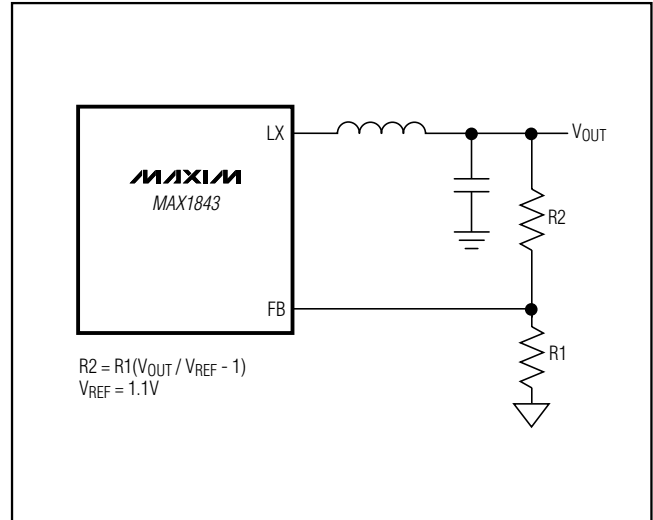 LX
VOUT
MAXIM
MAX1843
R2
FB
R1
R2 = R1(VOUT / VREF - 1)
VREF = 1.1V